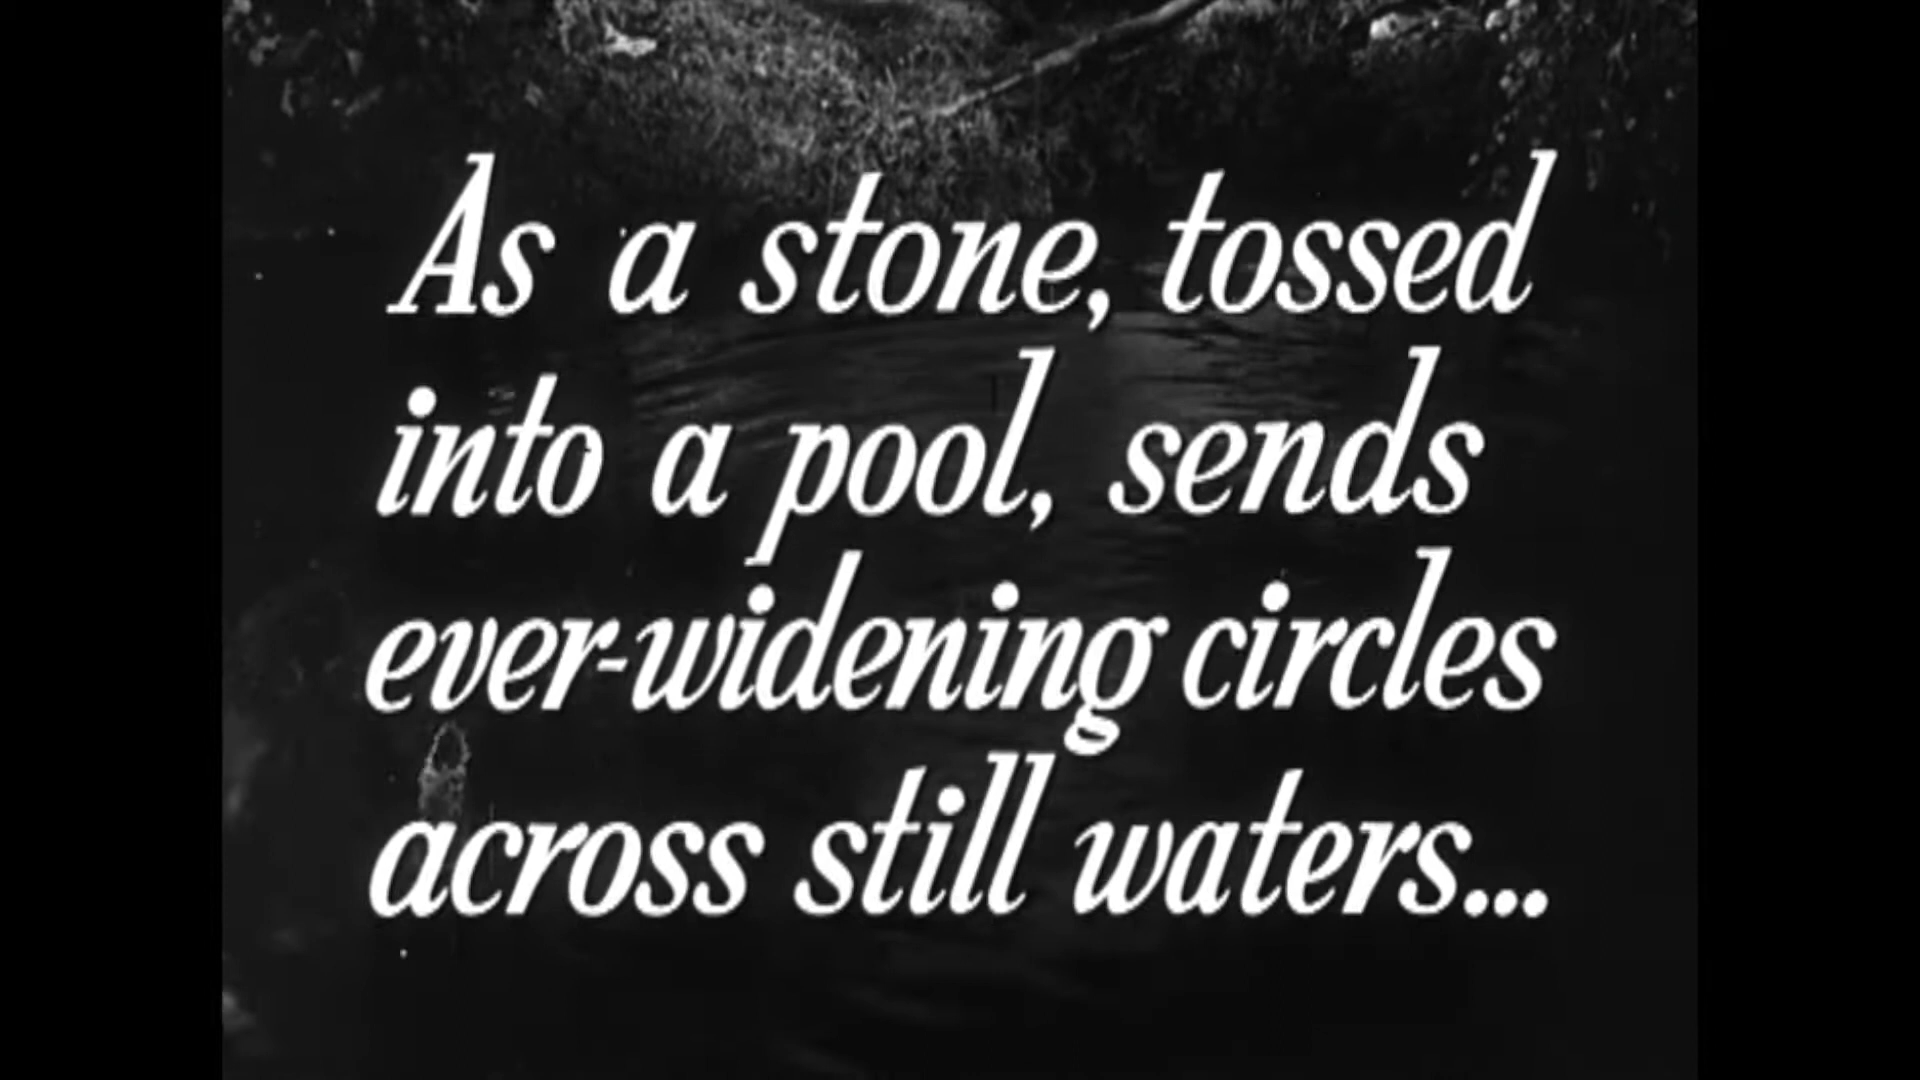 As a stone, tossed
into a pool, sends
ever-widening circles
across still waters...